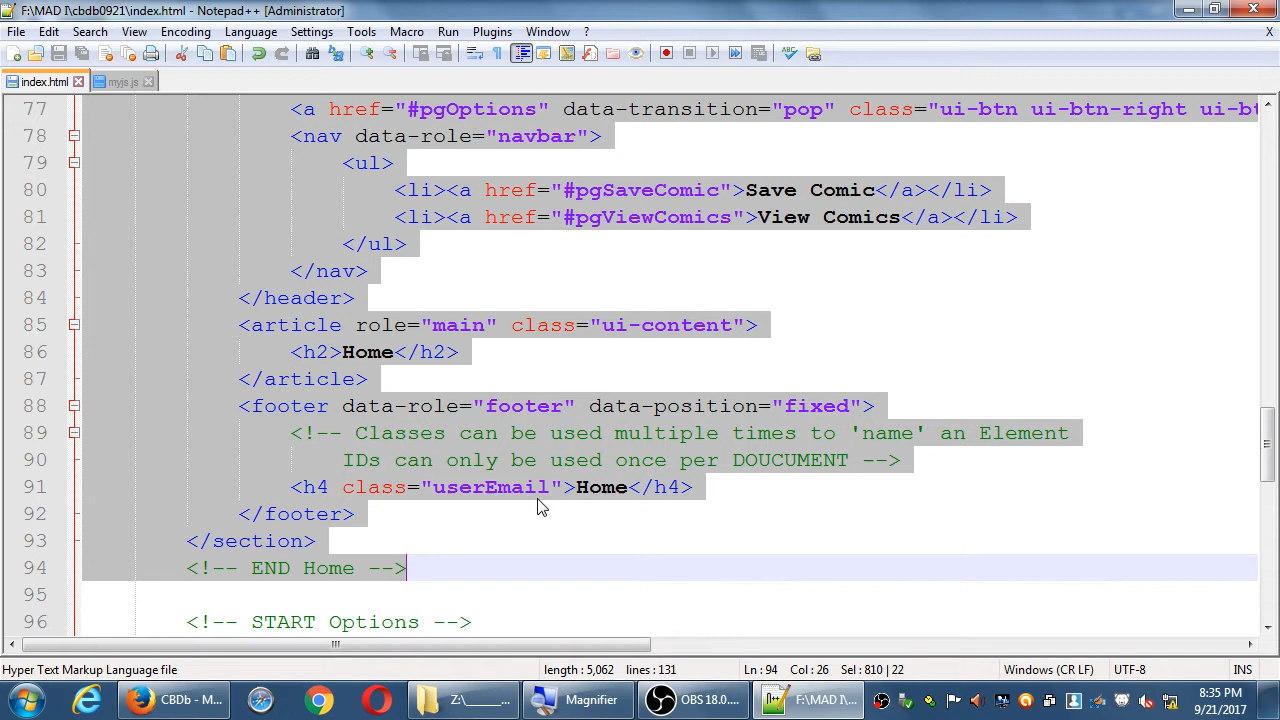 F:\MAD I\cbdb0921\index.html - Notepad++ [Administrator]
File Edit Search View Encoding Language Settings Tools Macro Run Plugins Window ? X
index.html myjs.js
77 <a href="#pgOptions" data-transition="pop" class="ui-btn ui-btn-right ui-bt
78 <nav data-role="navbar">
79 <ul>
80 <li><a href="#pgSaveComic">Save Comic</a></li>
81 <li><a href="#pgViewComics">View Comics</a></li>
82 </ul>
83 </nav>
84 </header>
85 <article role="main" class="ui-content">
86 <h2>Home</h2>
87 </article>
88 <footer data-role="footer" data-position="fixed">
89 <!-- Classes can be used multiple times to 'name' an Element
90 IDs can only be used once per DOUCUMENT -->
91 <h4 class="userEmail">Home</h4>
92 </footer>
93 </section>
94 <!-- END Home -->
95
96 <!-- START Options -->
Hyper Text Markup Language file length : 5,062 lines : 131 Ln : 94 Col : 26 Sel : 810 | 22 Windows (CR LF) UTF-8 INS
CBDb - M... Z:\_____... Magnifier OBS 18.0.... F:\MAD I\... 8:35 PM
9/21/2017